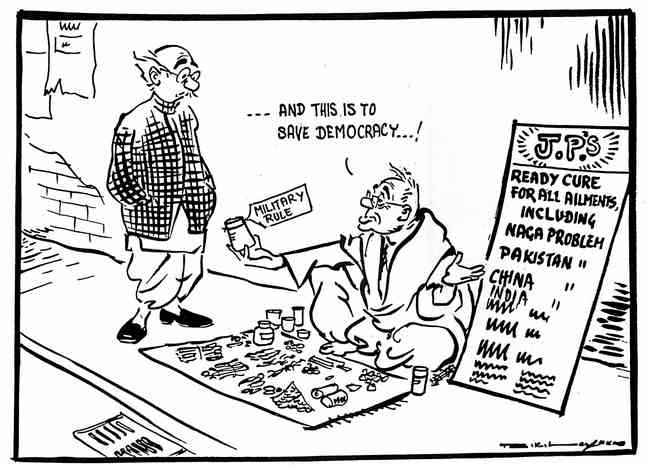 --- AND THIS IS TO
SAVE DEMOCRACY...!
MILITARY
RULE
J.P.'S
READY CURE
FOR ALL AILMENTS,
INCLUDING
NAGA PROBLEM
PAKISTAN "
CHINA "
INDIA "